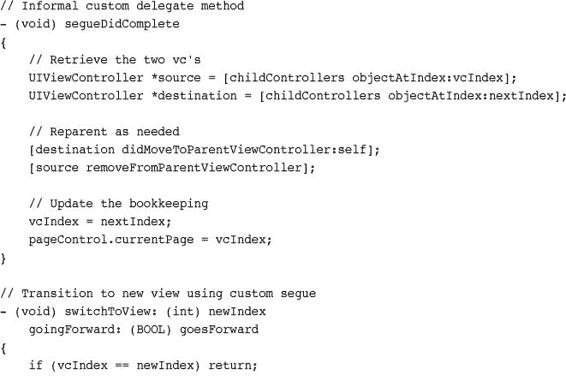 // Informal custom delegate method
- (void) segueDidComplete
{
    // Retrieve the two vc's
    UIViewController *source = [childControllers objectAtIndex:vcIndex];
    UIViewController *destination = [childControllers objectAtIndex:nextIndex];

    // Reparent as needed
    [destination didMoveToParentViewController:self];
    [source removeFromParentViewController];

    // Update the bookkeeping
    vcIndex = nextIndex;
    pageControl.currentPage = vcIndex;
}

// Transition to new view using custom segue
- (void) switchToView: (int) newIndex
    goingForward: (BOOL) goesForward
{
    if (vcIndex == newIndex) return;